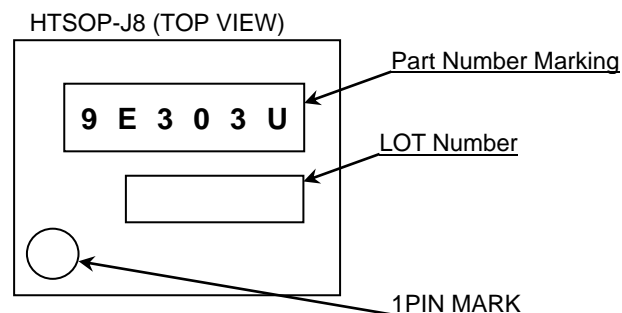 HTSOP-J8 (TOP VIEW)
Part Number Marking
9 E 3 0 3 U
LOT Number
1PIN MARK